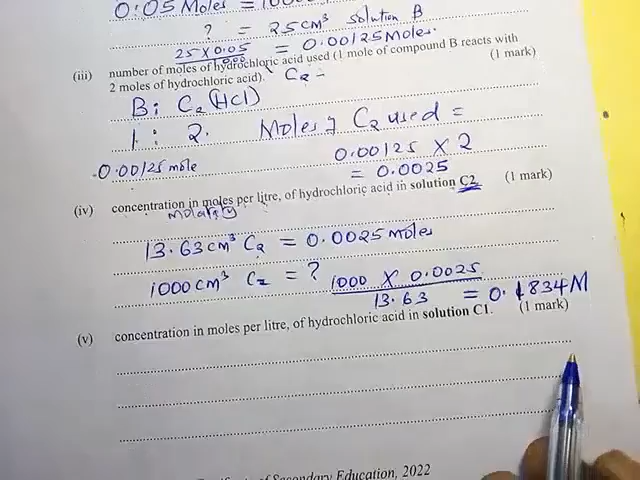 0.05 Moles = 1000
? = 25cm³ solution B
25 X 0.05 / 1000 = 0.00125 Moles.
(iii) number of moles of hydrochloric acid used (1 mole of compound B reacts with
2 moles of hydrochloric acid). C2 = (1 mark)
B : C2 (HCl)
1 : 2. Moles of C2 used =
0.00125 mole 0.00125 X 2
= 0.0025
(iv) concentration in moles per litre, of hydrochloric acid in solution C2. (1 mark)
molarity
13.63 cm³ C2 = 0.0025 moles
1000 cm³ C2 = ? 1000 X 0.0025 / 13.63 = 0.1834M
(v) concentration in moles per litre, of hydrochloric acid in solution C1. (1 mark)
of Secondary Education, 2022